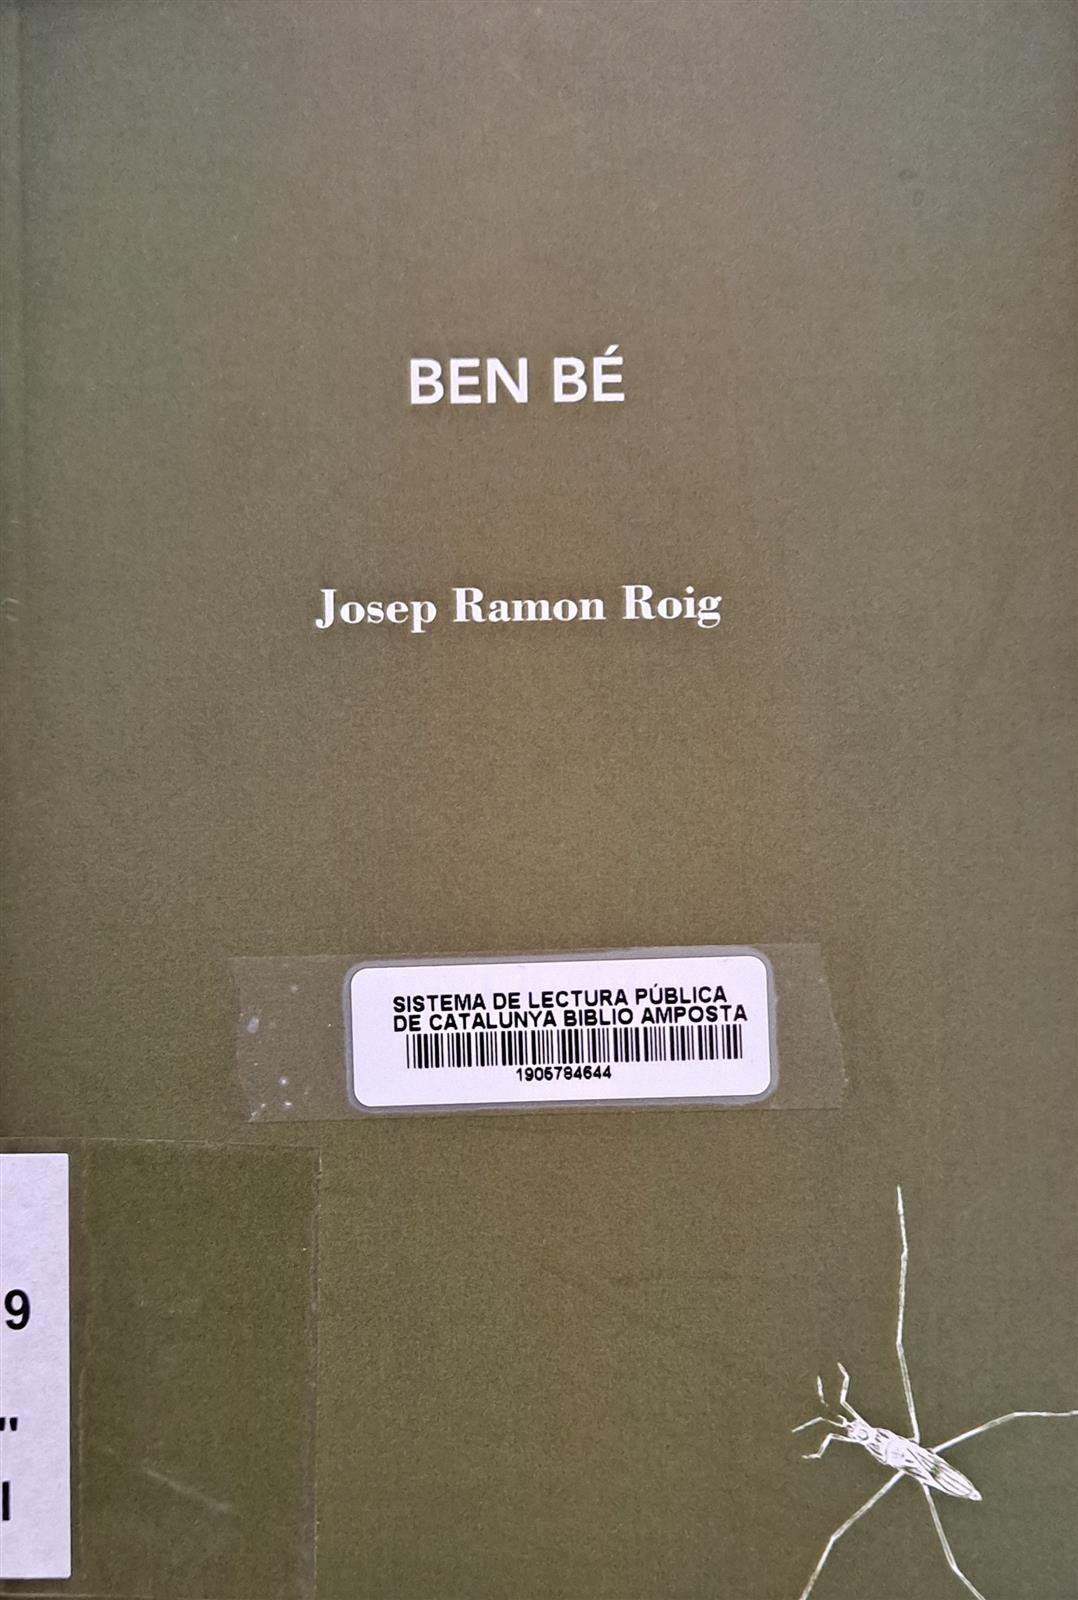 BEN BÉ
Josep Ramon Roig
SISTEMA DE LECTURA PÚBLICA
DE CATALUNYA BIBLIO AMPOSTA
1905784644
9
"
l